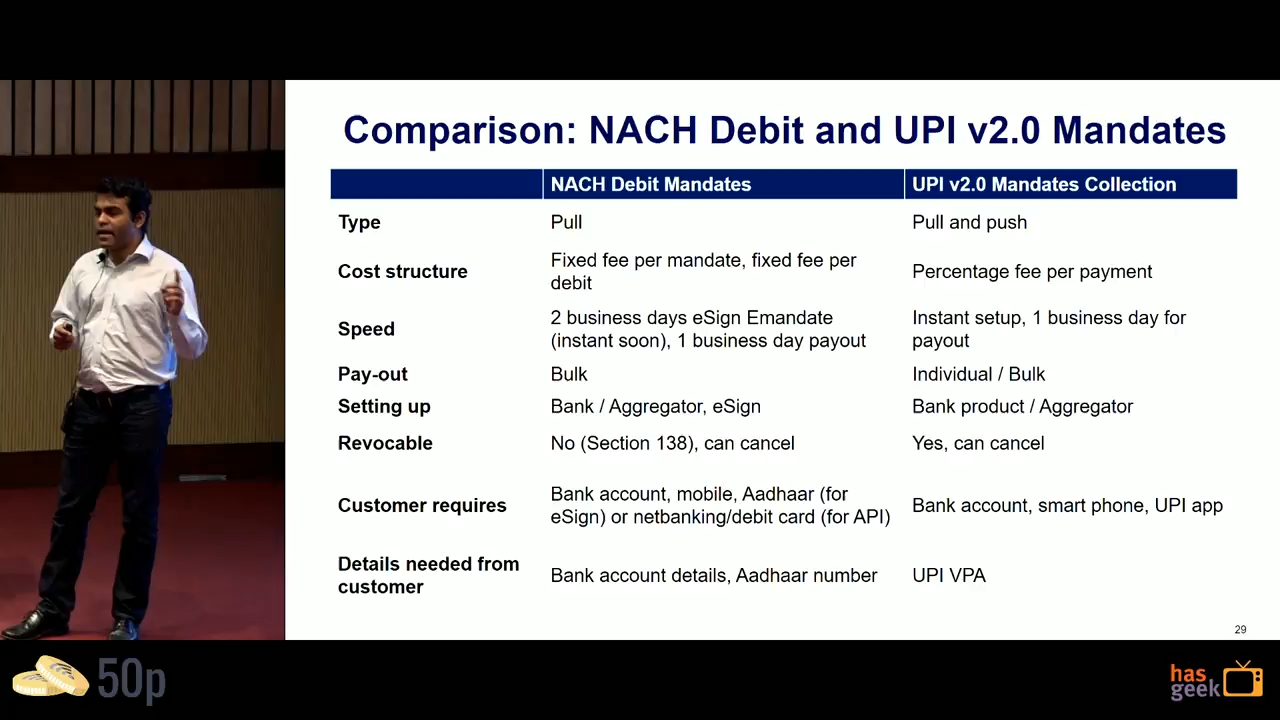 Comparison: NACH Debit and UPI v2.0 Mandates
NACH Debit Mandates
UPI v2.0 Mandates Collection
Type
Pull
Pull and push
Cost structure
Fixed fee per mandate, fixed fee per
debit
Percentage fee per payment
Speed
2 business days eSign Emandate
(instant soon), 1 business day payout
Instant setup, 1 business day for
payout
Pay-out
Bulk
Individual / Bulk
Setting up
Bank / Aggregator, eSign
Bank product / Aggregator
Revocable
No (Section 138), can cancel
Yes, can cancel
Customer requires
Bank account, mobile, Aadhaar (for
eSign) or netbanking/debit card (for API)
Bank account, smart phone, UPI app
Details needed from
customer
Bank account details, Aadhaar number
UPI VPA
29
50p
has
geek